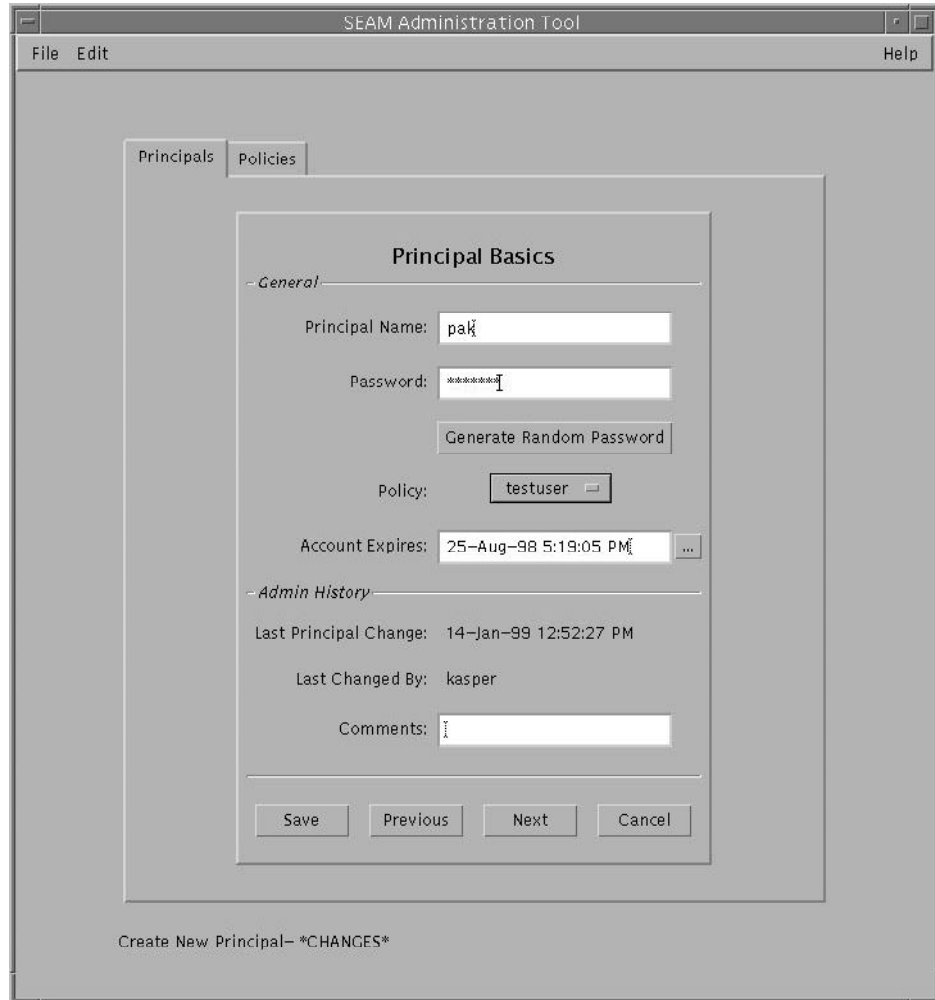 SEAM Administration Tool
File Edit Help
Principals Policies
Principal Basics
General
Principal Name: pak
Password: *******
Generate Random Password
Policy: testuser
Account Expires: 25-Aug-98 5:19:05 PM ...
Admin History
Last Principal Change: 14-Jan-99 12:52:27 PM
Last Changed By: kasper
Comments:
Save Previous Next Cancel
Create New Principal- *CHANGES*